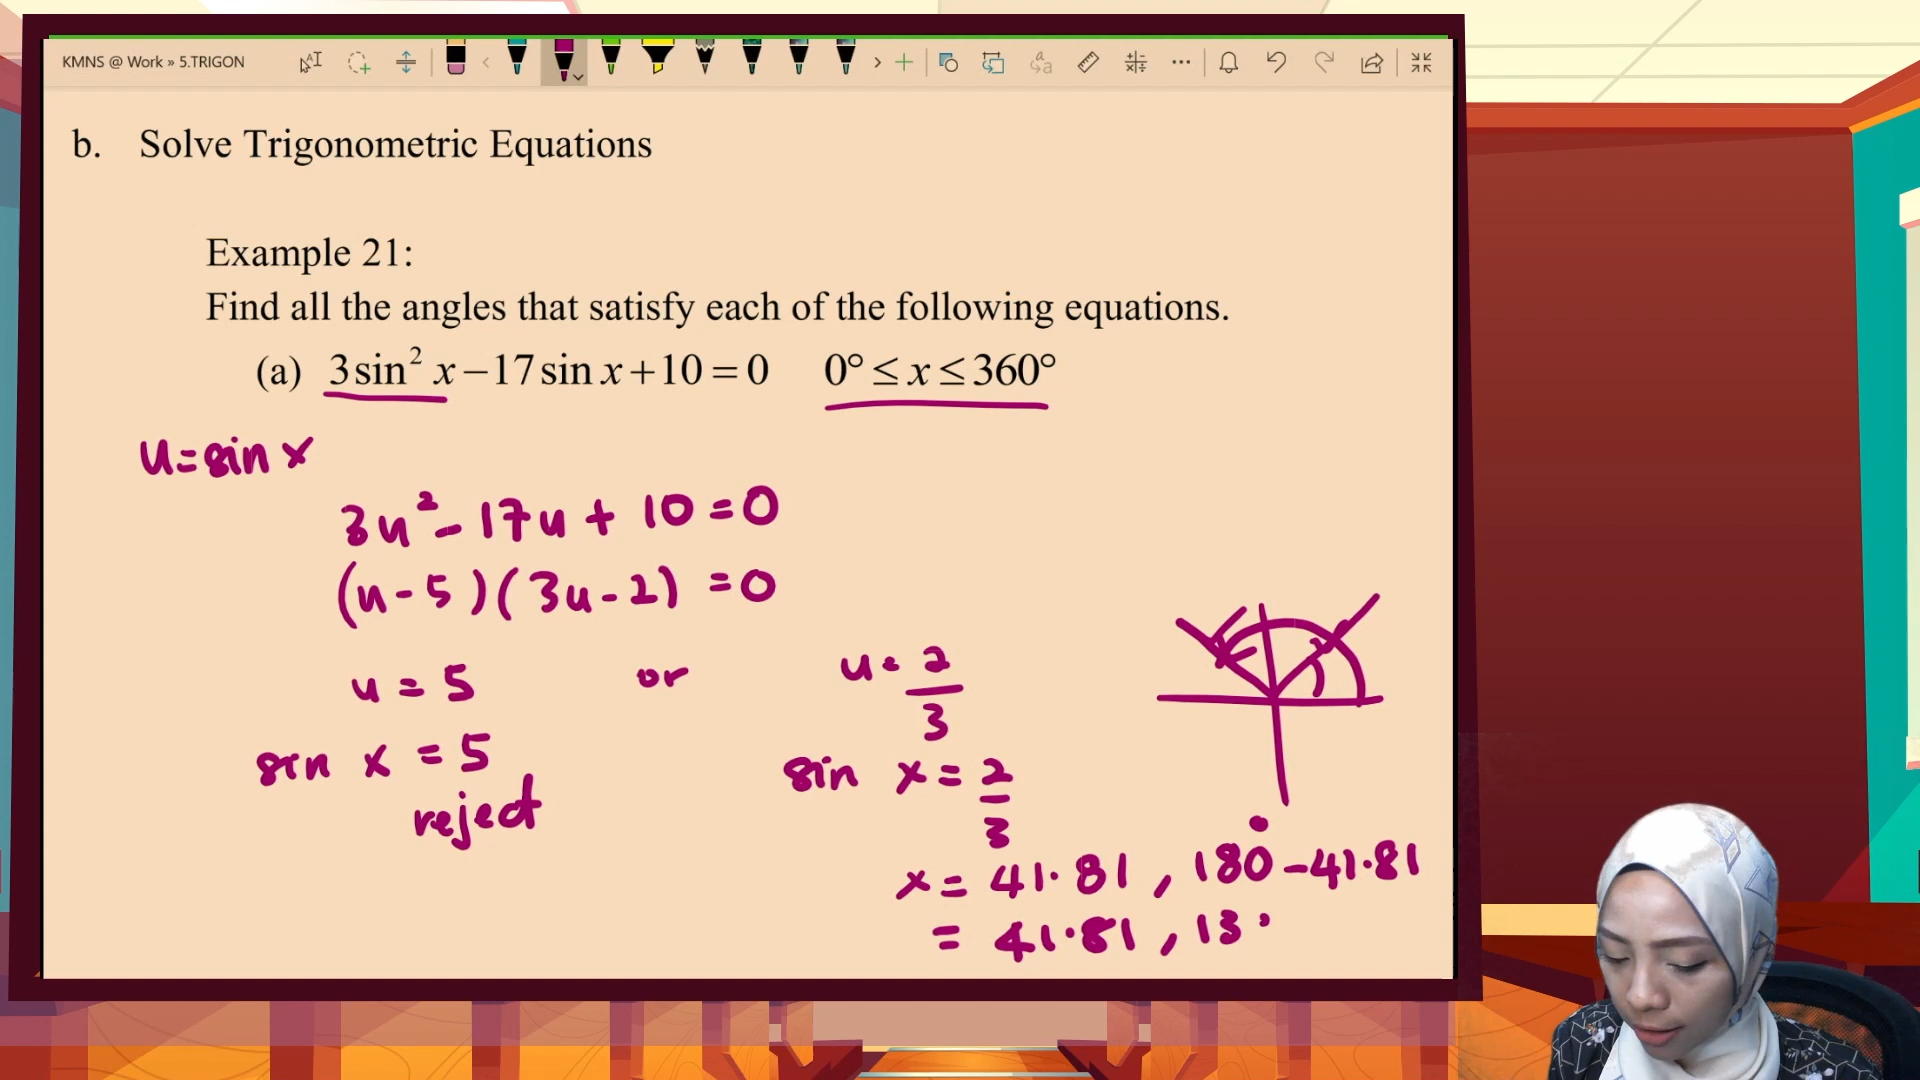 KMNS @ Work » 5.TRIGON
b. Solve Trigonometric Equations
Example 21:
Find all the angles that satisfy each of the following equations.
(a) 3sin² x − 17 sin x + 10 = 0 0° ≤ x ≤ 360°
u = sin x
3u² - 17u + 10 = 0
(u - 5)(3u - 2) = 0
u = 5 or u = 2/3
sin x = 5 sin x = 2/3
reject
x = 41.81, 180° - 41.81
= 41.81, 13